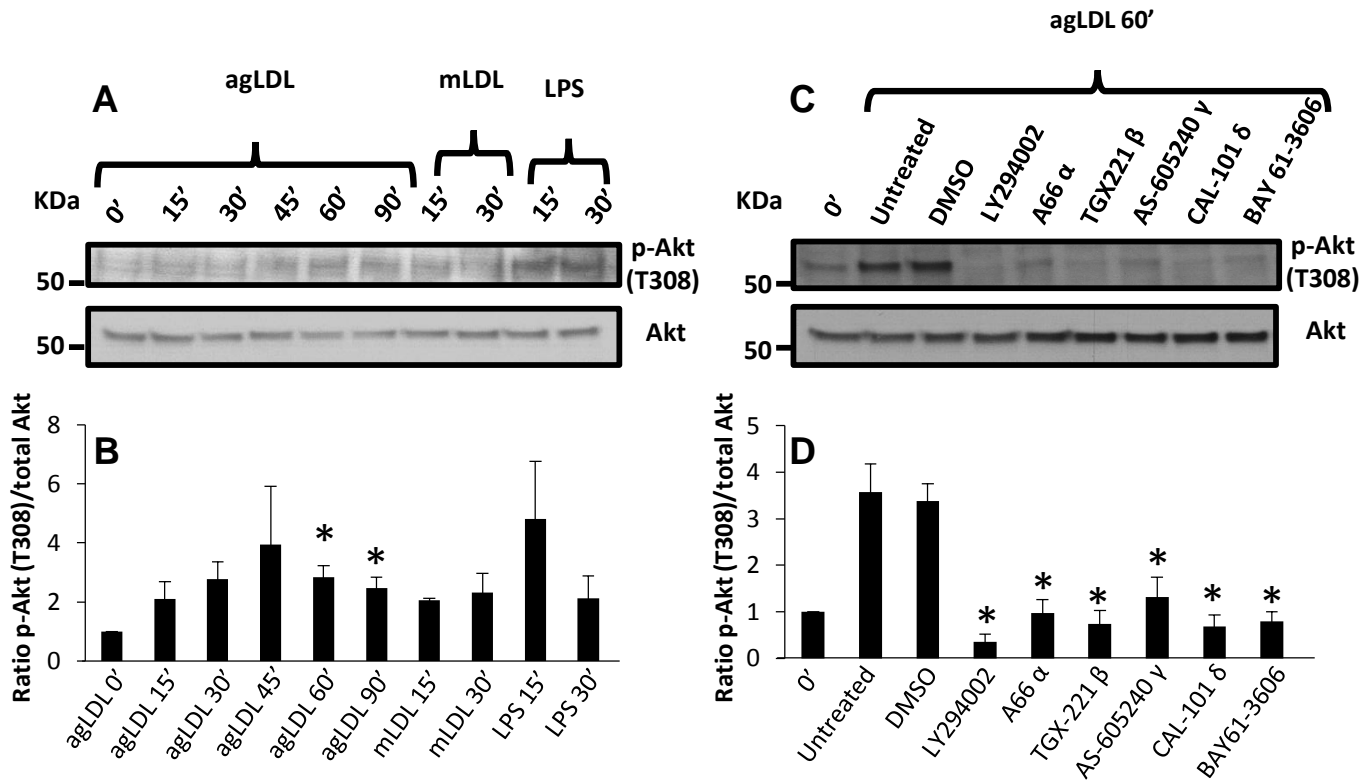 agLDL 60’
A
agLDL
mLDL
LPS
KDa
0’ 15’ 30’ 45’ 60’ 90’ 15’ 30’ 15’ 30’
p-Akt
(T308)
50
Akt
50
C
0’ Untreated DMSO LY294002 A66 α TGX221 β AS-605240 γ CAL-101 δ BAY 61-3606
p-Akt
(T308)
50
Akt
50
B
Ratio p-Akt (T308)/total Akt
8
6
4
2
0
* *
agLDL 0’ agLDL 15’ agLDL 30’ agLDL 45’ agLDL 60’ agLDL 90’ mLDL 15’ mLDL 30’ LPS 15’ LPS 30’
D
Ratio p-Akt (T308)/total Akt
5
4
3
2
1
0
* * * * * *
0’ Untreated DMSO LY294002 A66 α TGX-221 β AS-605240 γ CAL-101 δ BAY61-3606